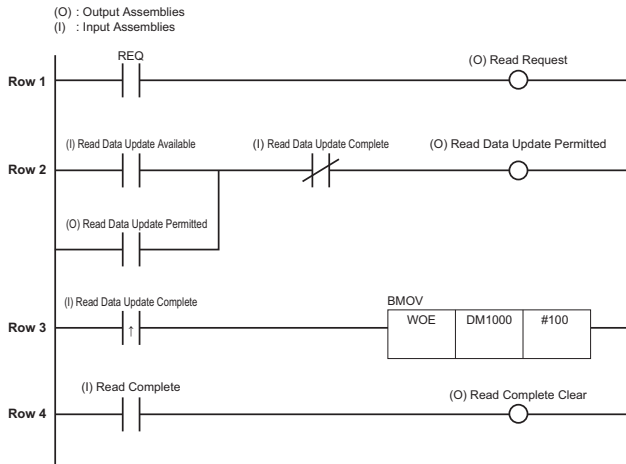 (O) : Output Assemblies
(I) : Input Assemblies
REQ
(O) Read Request
Row 1
(I) Read Data Update Available
(I) Read Data Update Complete
(O) Read Data Update Permitted
Row 2
(O) Read Data Update Permitted
(I) Read Data Update Complete
BMOV
Row 3
↑
WOE
DM1000
#100
(I) Read Complete
(O) Read Complete Clear
Row 4